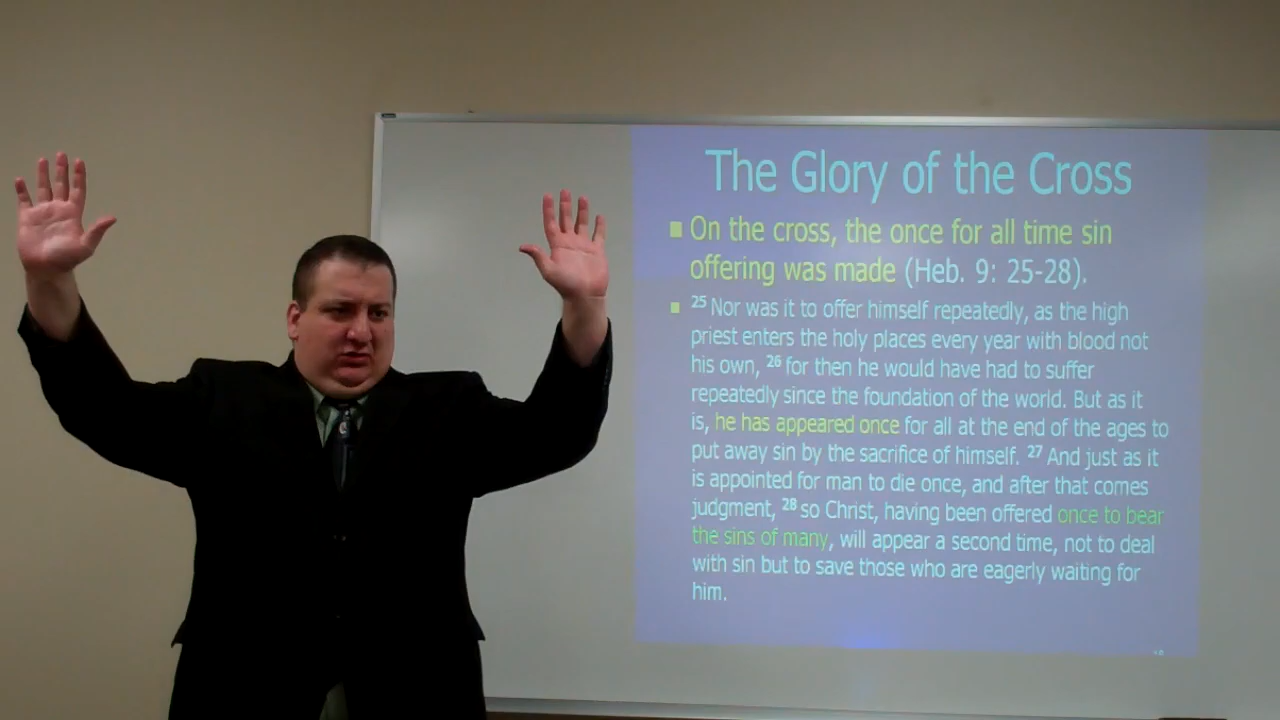 The Glory of the Cross
On the cross, the once for all time sin
offering was made (Heb. 9: 25-28).
25 Nor was it to offer himself repeatedly, as the high
priest enters the holy places every year with blood not
his own, 26 for then he would have had to suffer
repeatedly since the foundation of the world. But as it
is, he has appeared once for all at the end of the ages to
put away sin by the sacrifice of himself. 27 And just as it
is appointed for man to die once, and after that comes
judgment, 28 so Christ, having been offered once to bear
the sins of many, will appear a second time, not to deal
with sin but to save those who are eagerly waiting for
him.